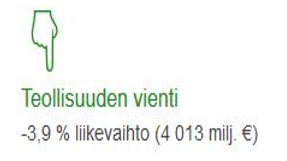 Teollisuuden vienti
-3,9 % liikevaihto (4 013 milj. €)